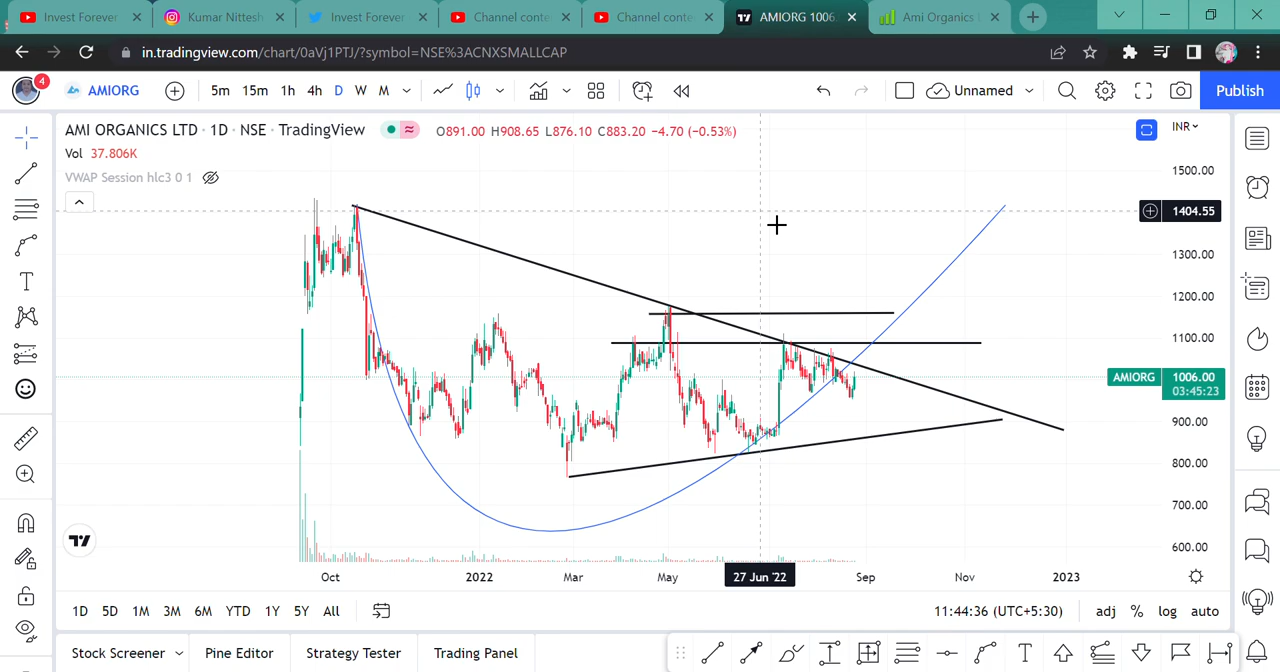 Invest Forever
Kumar Nittesh
Invest Forever
Channel conte
Channel conte
AMIORG 1006
Ami Organics
in.tradingview.com/chart/0aVj1PTJ/?symbol=NSE%3ACNXSMALLCAP
4
AMIORG
5m 15m 1h 4h D W M
Unnamed
Publish
AMI ORGANICS LTD · 1D · NSE · TradingView
O891.00 H908.65 L876.10 C883.20 −4.70 (−0.53%)
INR
Vol 37.806K
VWAP Session hlc3 0 1
1500.00
1404.55
1300.00
1200.00
1100.00
AMIORG 1006.00
03:45:23
900.00
800.00
700.00
600.00
Oct 2022 Mar May 27 Jun '22 Sep Nov 2023
1D 5D 1M 3M 6M YTD 1Y 5Y All
11:44:36 (UTC+5:30) adj % log auto
Stock Screener Pine Editor Strategy Tester Trading Panel